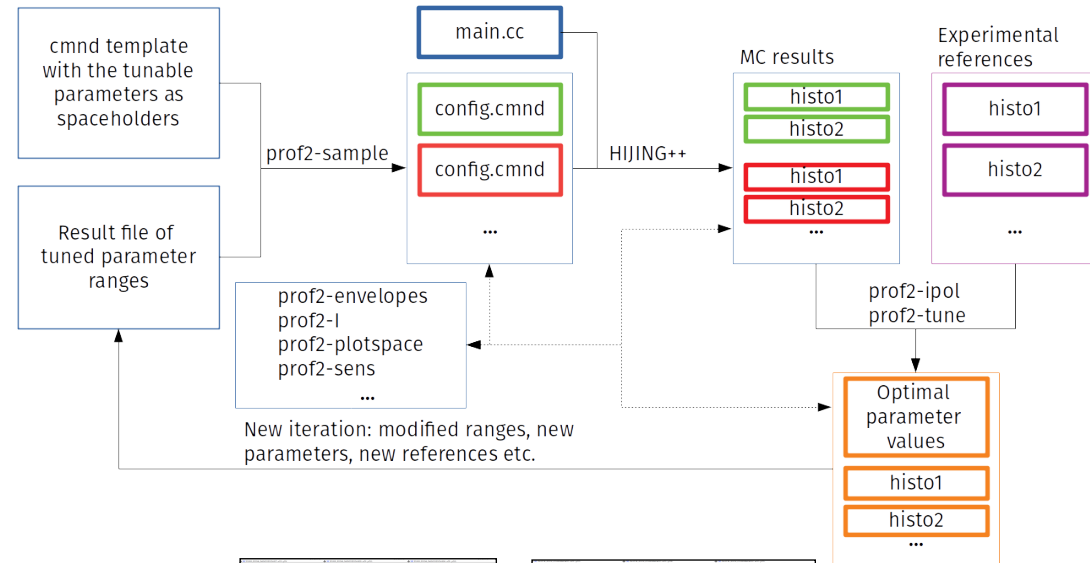 cmnd template
with the tunable
parameters as
spaceholders
Result file of
tuned parameter
ranges
prof2-sample
main.cc
config.cmnd
config.cmnd
...
HIJING++
MC results
histo1
histo2
histo1
histo2
...
Experimental
references
histo1
histo2
...
prof2-envelopes
prof2-I
prof2-plotspace
prof2-sens
...
prof2-ipol
prof2-tune
New iteration: modified ranges, new
parameters, new references etc.
Optimal
parameter
values
histo1
histo2
...